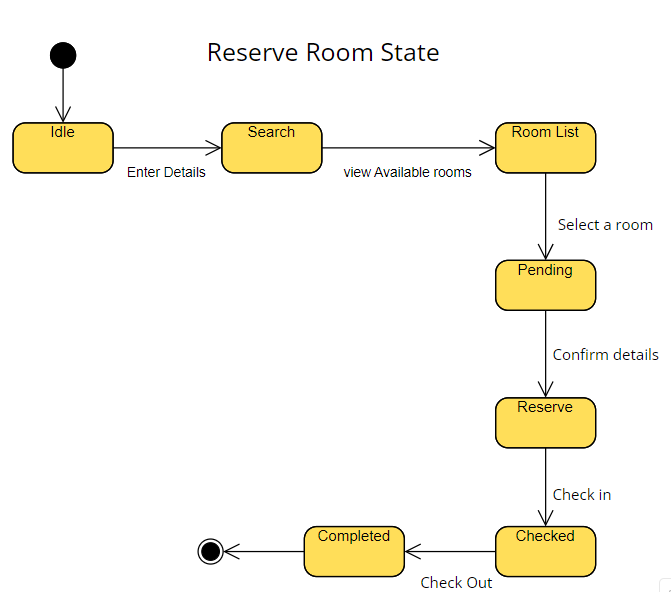 Reserve Room State
Idle
Search
Room List
Enter Details
view Available rooms
Select a room
Pending
Confirm details
Reserve
Check in
Completed
Checked
Check Out